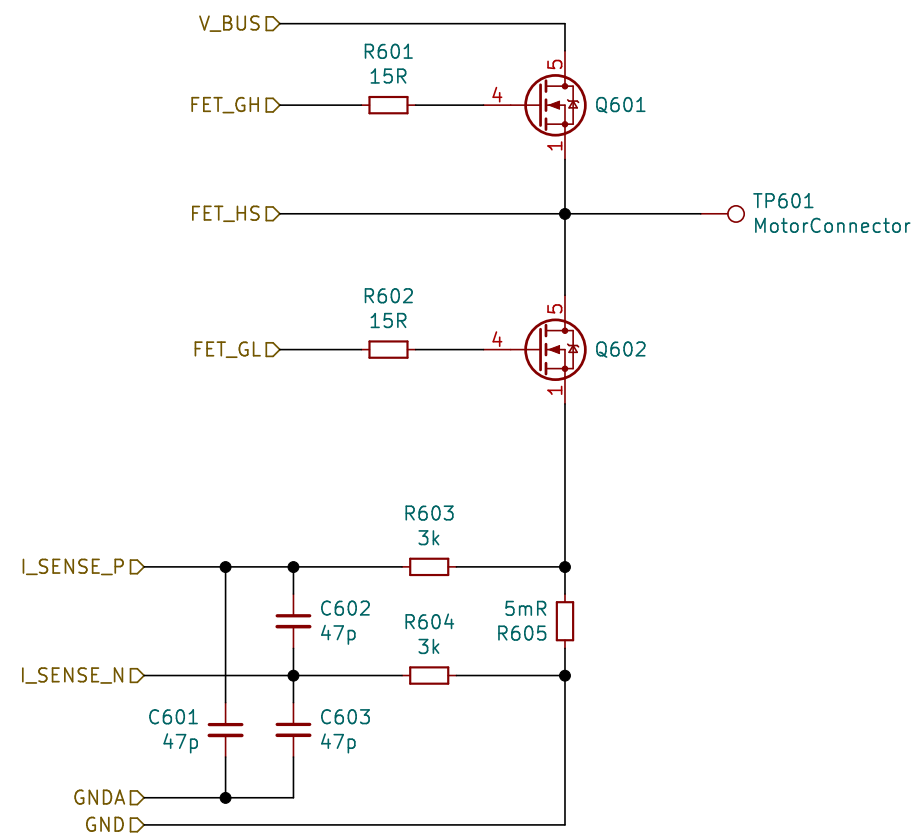 V_BUS
R601
15R
5
FET_GH
4
Q601
1
FET_HS
TP601
MotorConnector
R602
15R
5
FET_GL
4
Q602
1
R603
3k
I_SENSE_P
C602
47p
R604
3k
5mR
R605
I_SENSE_N
C601
47p
C603
47p
GNDA
GND